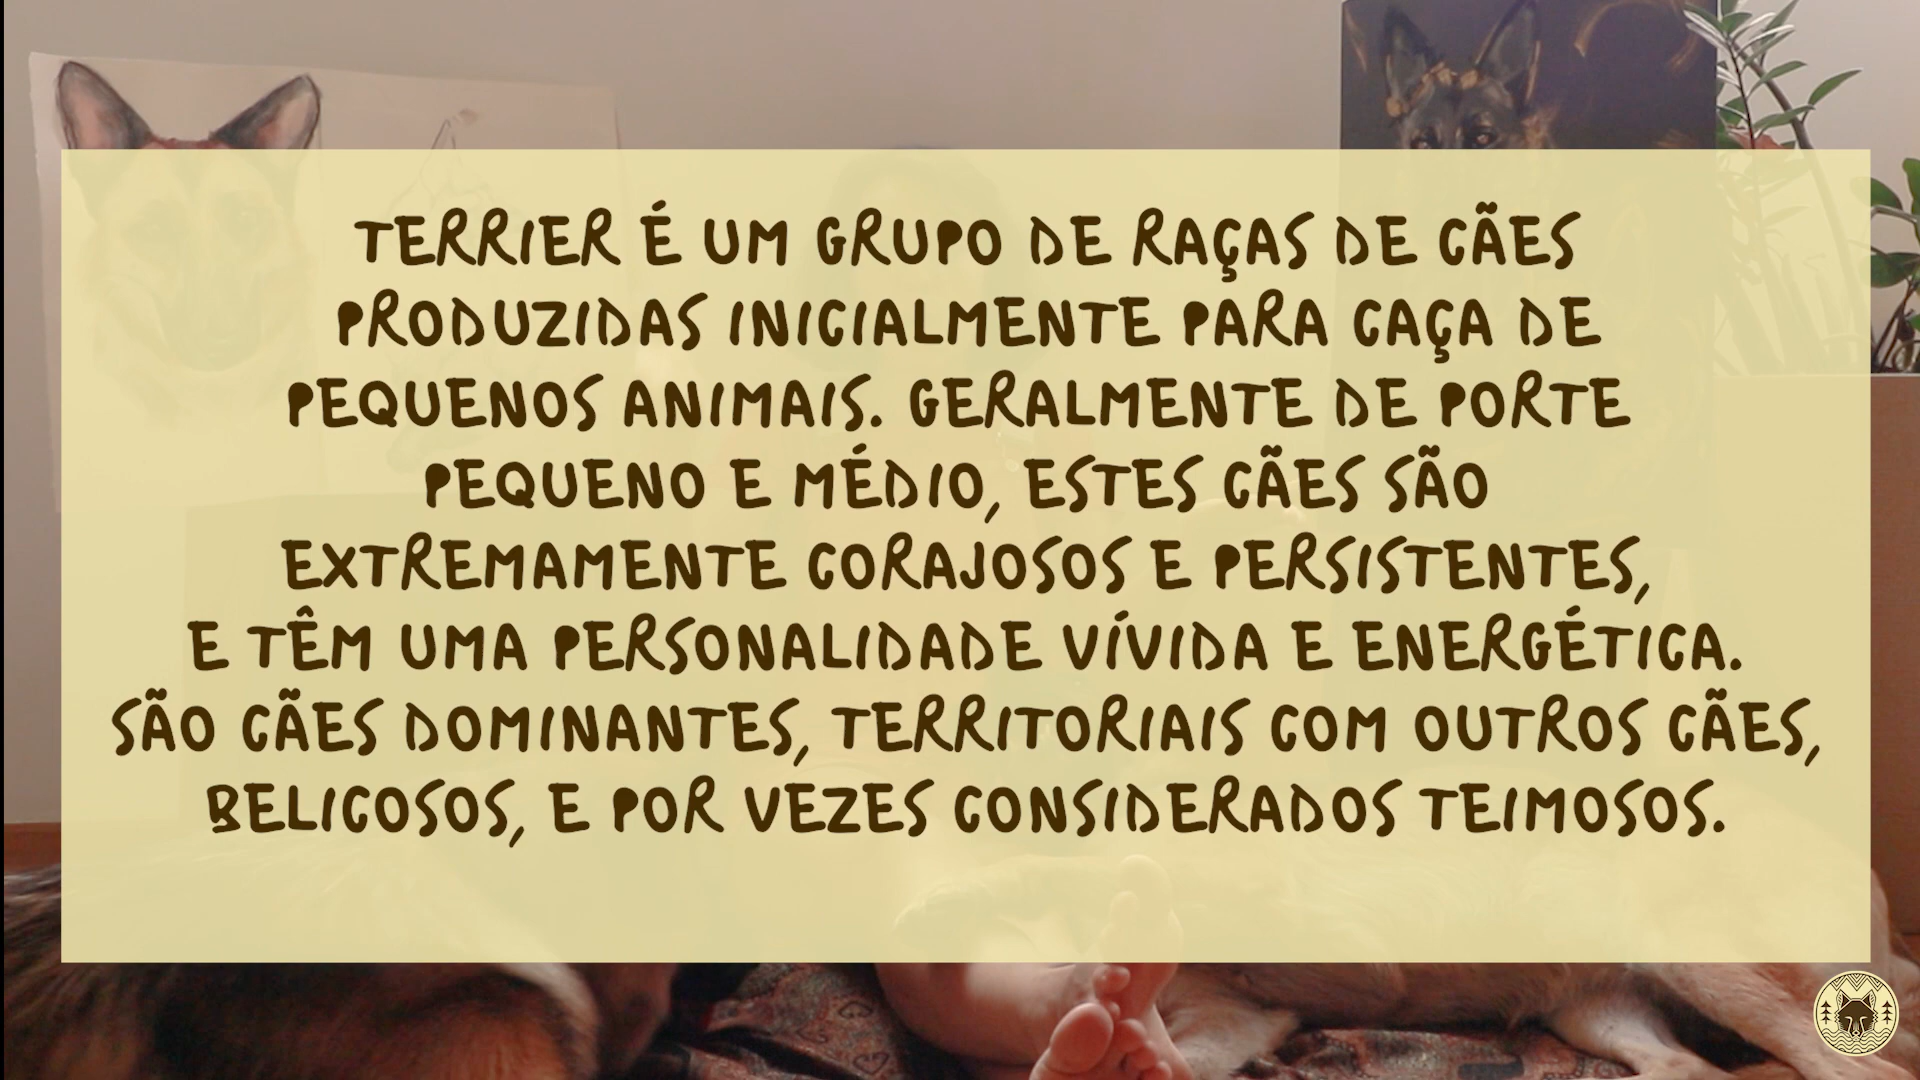 TERRIER É UM GRUPO DE RAÇAS DE CÃES
PRODUZIDAS INICIALMENTE PARA CAÇA DE
PEQUENOS ANIMAIS. GERALMENTE DE PORTE
PEQUENO E MÉDIO, ESTES CÃES SÃO
EXTREMAMENTE CORAJOSOS E PERSISTENTES,
E TÊM UMA PERSONALIDADE VÍVIDA E ENERGÉTICA.
SÃO CÃES DOMINANTES, TERRITORIAIS COM OUTROS CÃES,
BELICOSOS, E POR VEZES CONSIDERADOS TEIMOSOS.